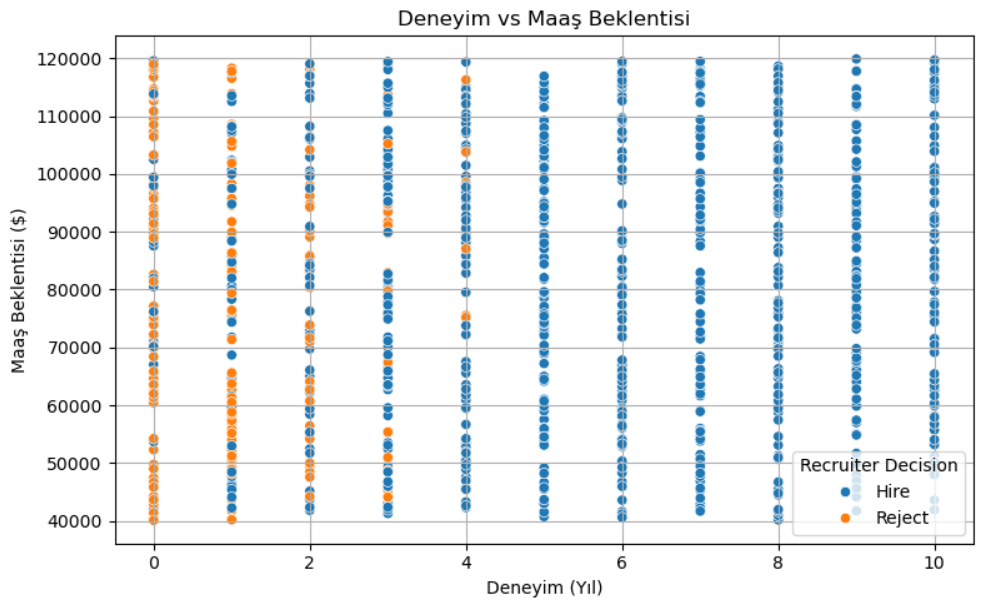 Deneyim vs Maaş Beklentisi
Maaş Beklentisi ($)
120000
110000
100000
90000
80000
70000
60000
50000
40000
0 2 4 6 8 10
Deneyim (Yıl)
Recruiter Decision
Hire
Reject